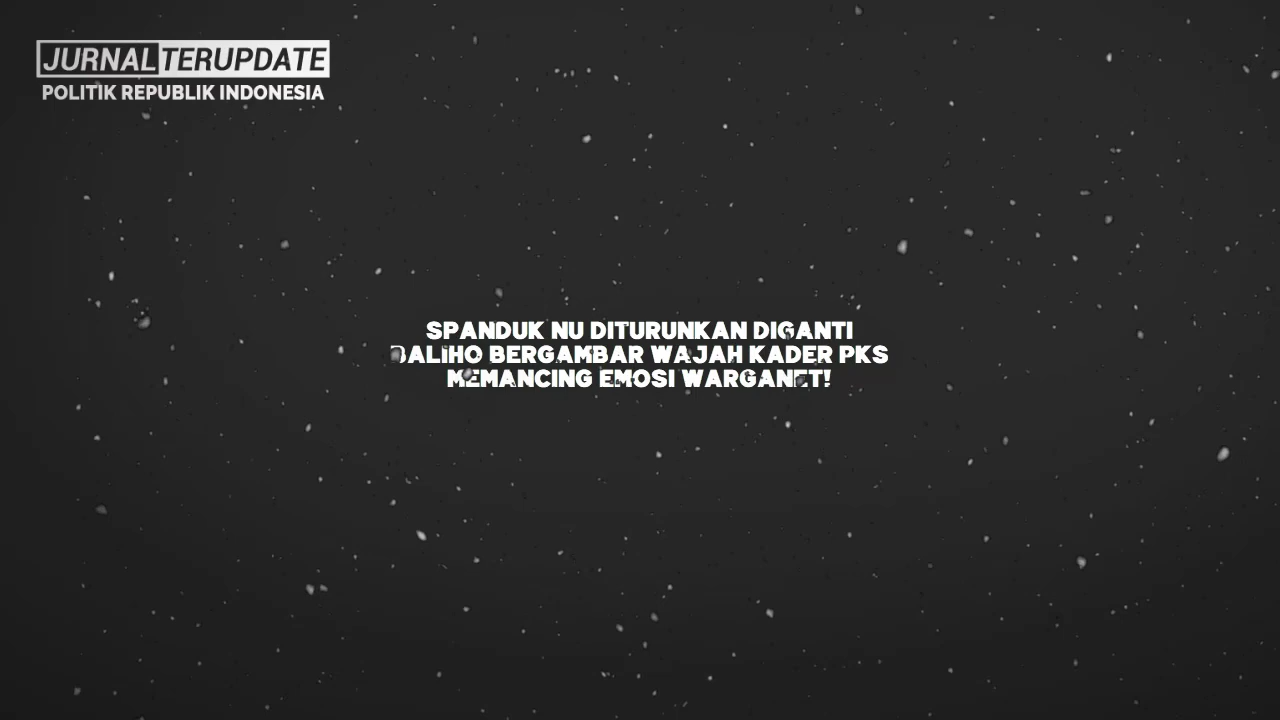 JURNALTERUPDATE
POLITIK REPUBLIK INDONESIA
SPANDUK NU DITURUNKAN DIGANTI
BALIHO BERGAMBAR WAJAH KADER PKS
MEMANCING EMOSI WARGANET!